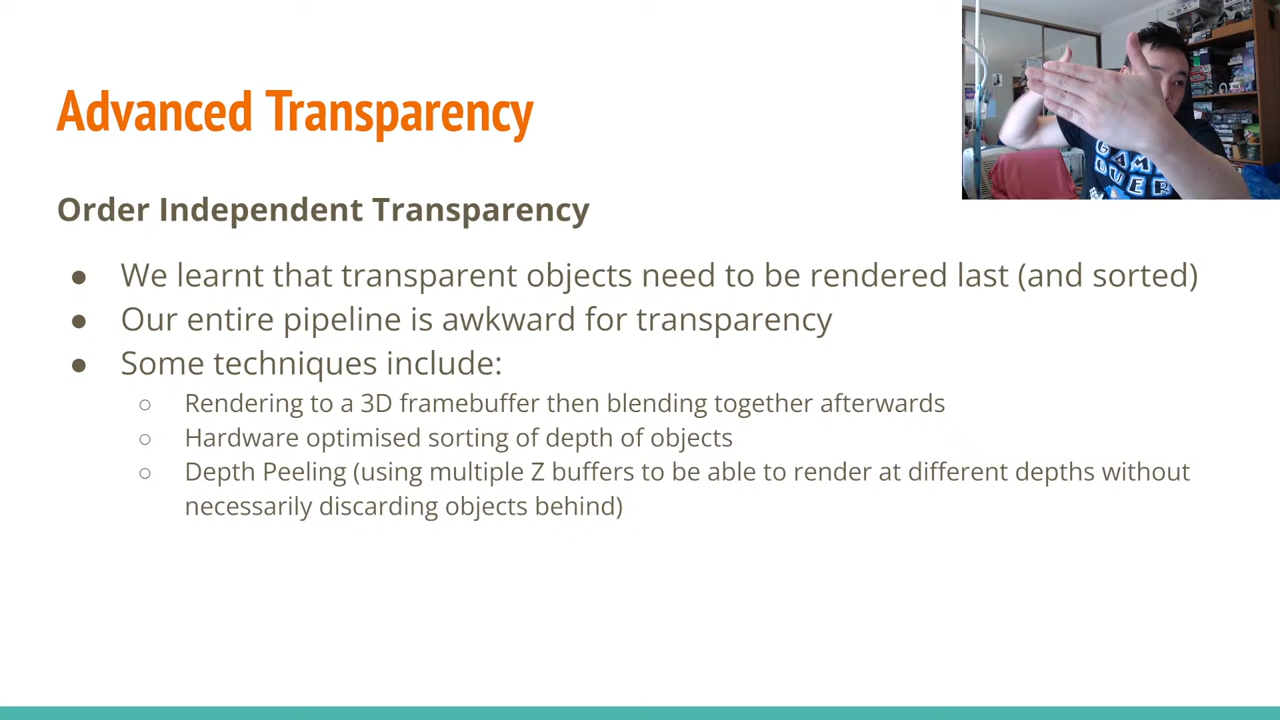 Advanced Transparency
Order Independent Transparency
● We learnt that transparent objects need to be rendered last (and sorted)
● Our entire pipeline is awkward for transparency
● Some techniques include:
○ Rendering to a 3D framebuffer then blending together afterwards
○ Hardware optimised sorting of depth of objects
○ Depth Peeling (using multiple Z buffers to be able to render at different depths without
necessarily discarding objects behind)